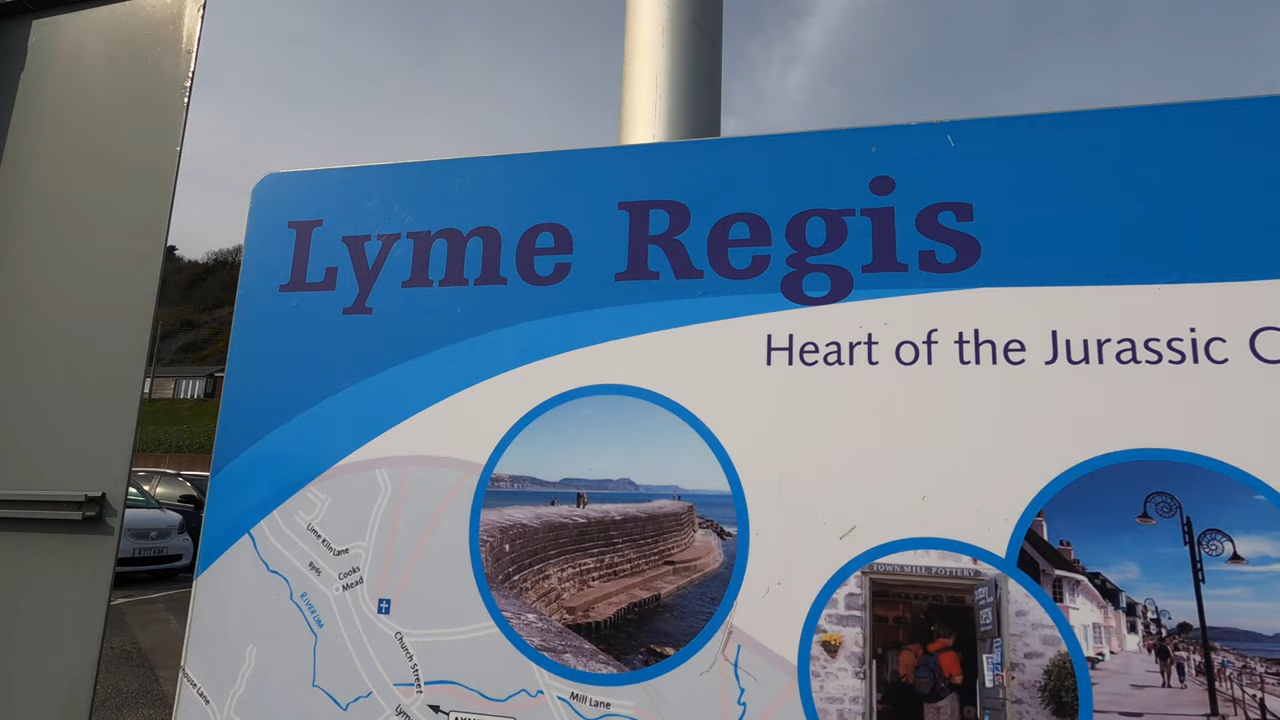 Lyme Regis
Heart of the Jurassic C
Lime Kiln Lane
Cooks
Mead
RIVER LIM
TOWN MILL POTTERY
OPEN
Church Street
Mill Lane
house Lane
Lym